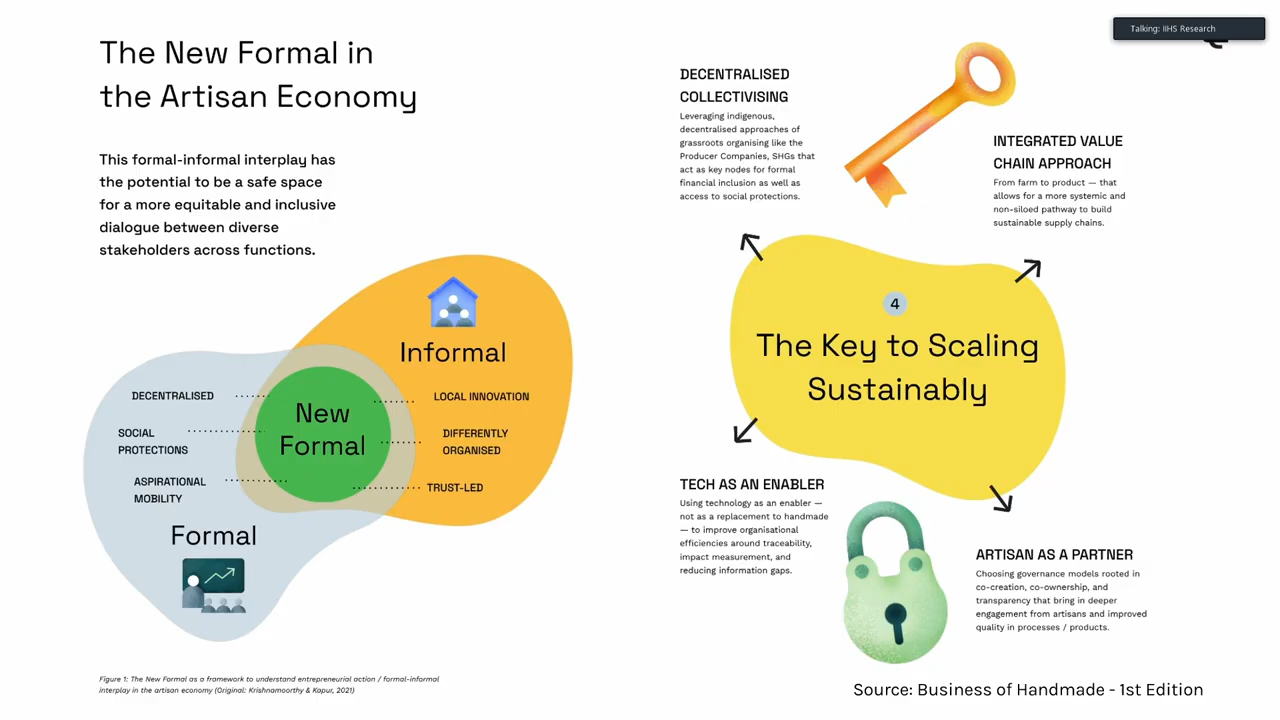 Talking: IIHS Research
The New Formal in
the Artisan Economy
This formal-informal interplay has
the potential to be a safe space
for a more equitable and inclusive
dialogue between diverse
stakeholders across functions.
Informal
DECENTRALISED
LOCAL INNOVATION
New
Formal
SOCIAL
PROTECTIONS
DIFFERENTLY
ORGANISED
ASPIRATIONAL
MOBILITY
TRUST-LED
Formal
Figure 1: The New Formal as a framework to understand entrepreneurial action / formal-informal
interplay in the artisan economy (Original: Krishnamoorthy & Kapur, 2021)
DECENTRALISED
COLLECTIVISING
Leveraging indigenous,
decentralised approaches of
grassroots organising like the
Producer Companies, SHGs that
act as key nodes for formal
financial inclusion as well as
access to social protections.
INTEGRATED VALUE
CHAIN APPROACH
From farm to product — that
allows for a more systemic and
non-siloed pathway to build
sustainable supply chains.
4
The Key to Scaling
Sustainably
TECH AS AN ENABLER
Using technology as an enabler —
not as a replacement to handmade
— to improve organisational
efficiencies around traceability,
impact measurement, and
reducing information gaps.
ARTISAN AS A PARTNER
Choosing governance models rooted in
co-creation, co-ownership, and
transparency that bring in deeper
engagement from artisans and improved
quality in processes / products.
Source: Business of Handmade - 1st Edition